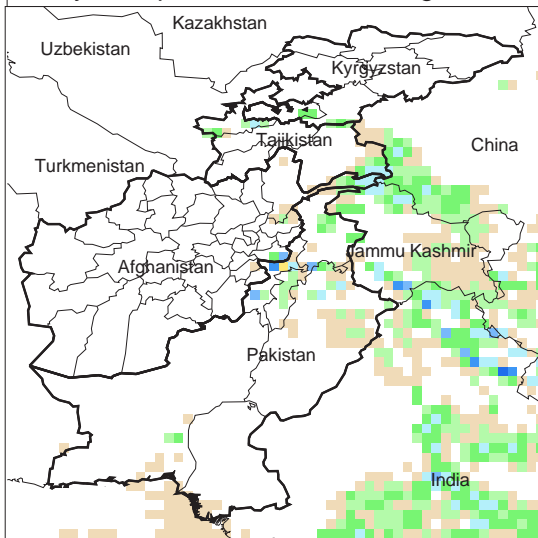 Kazakhstan
Uzbekistan
Kyrgyzstan
Tajikistan
China
Turkmenistan
Jammu Kashmir
Afghanistan
Pakistan
India